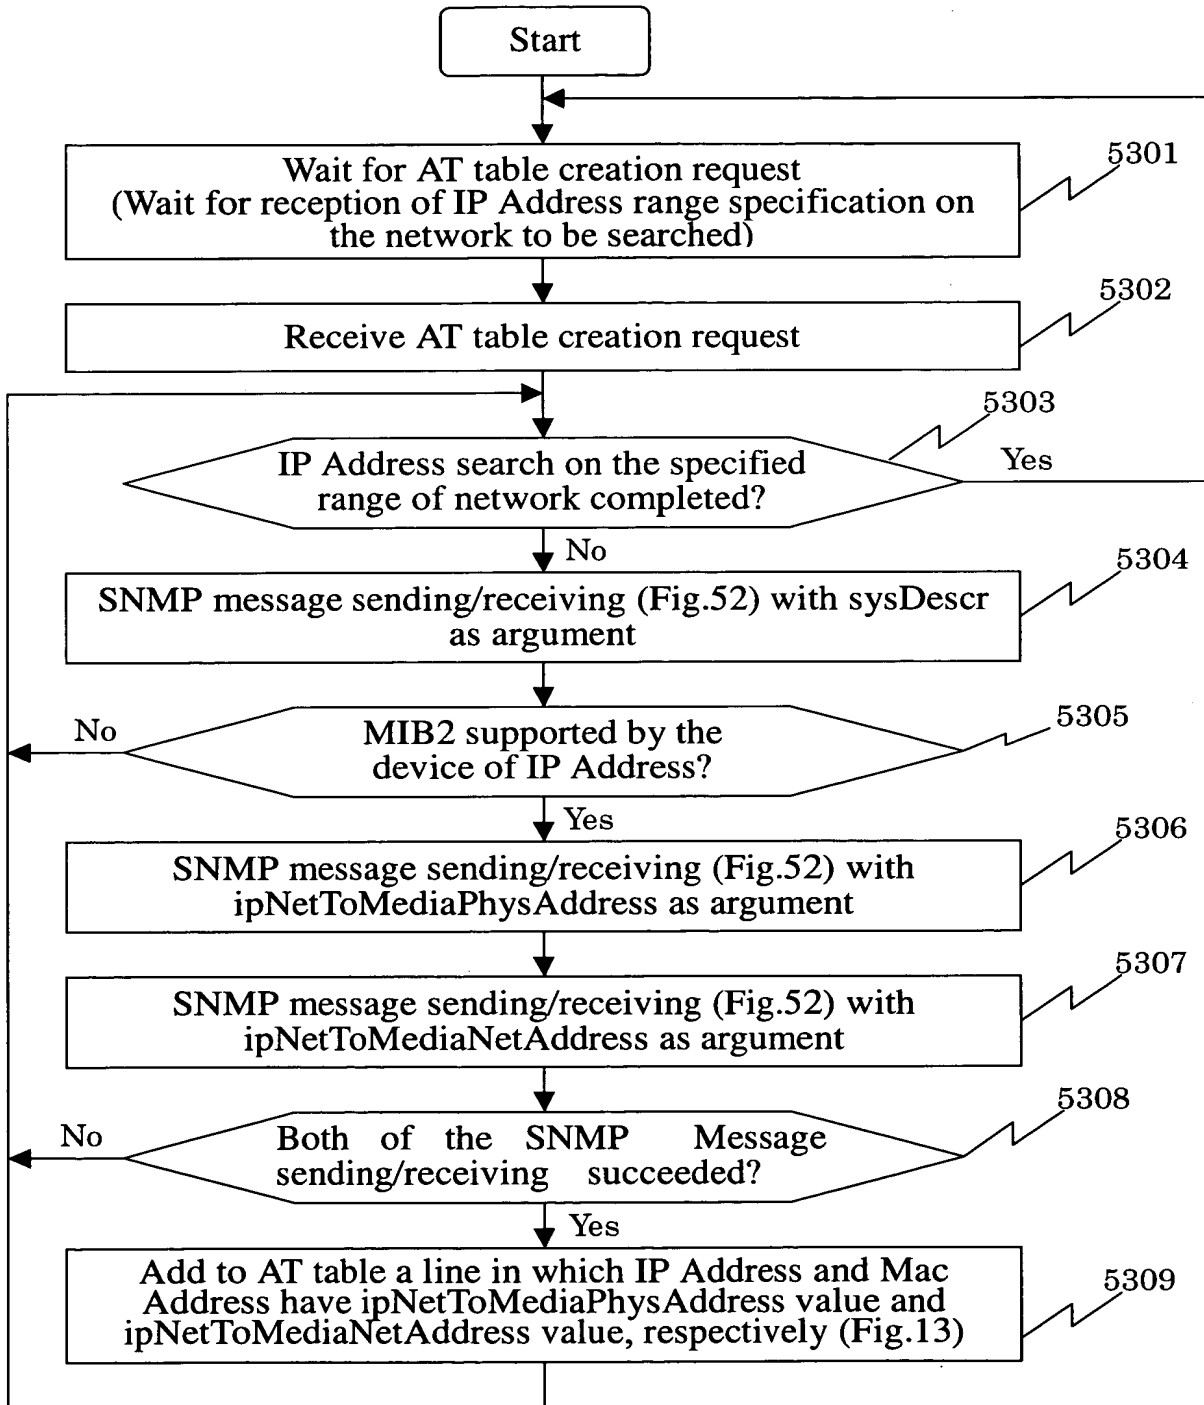 Start
Wait for AT table creation request
(Wait for reception of IP Address range specification on
the network to be searched)
5301
Receive AT table creation request
5302
IP Address search on the specified
range of network completed?
5303
Yes
No
SNMP message sending/receiving (Fig.52) with sysDescr
as argument
5304
MIB2 supported by the
device of IP Address?
5305
No
Yes
SNMP message sending/receiving (Fig.52) with
ipNetToMediaPhysAddress as argument
5306
SNMP message sending/receiving (Fig.52) with
ipNetToMediaNetAddress as argument
5307
Both of the SNMP Message
sending/receiving succeeded?
5308
No
Yes
Add to AT table a line in which IP Address and Mac
Address have ipNetToMediaPhysAddress value and
ipNetToMediaNetAddress value, respectively (Fig.13)
5309